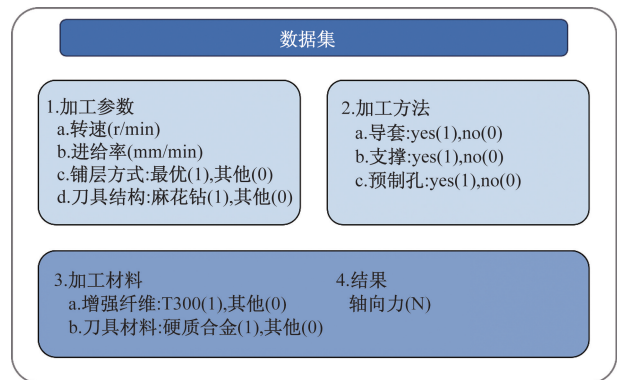 数据集
1.加工参数
a.转速(r/min)
b.进给率(mm/min)
c.铺层方式:最优(1),其他(0)
d.刀具结构:麻花钻(1),其他(0)
2.加工方法
a.导套:yes(1),no(0)
b.支撑:yes(1),no(0)
c.预制孔:yes(1),no(0)
3.加工材料
a.增强纤维:T300(1),其他(0)
b.刀具材料:硬质合金(1),其他(0)
4.结果
轴向力(N)